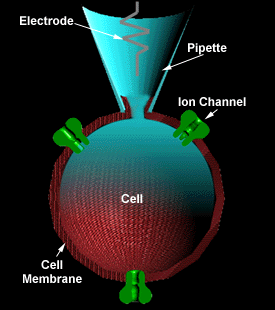 Electrode
Pipette
Ion Channel
Cell
Cell
Membrane